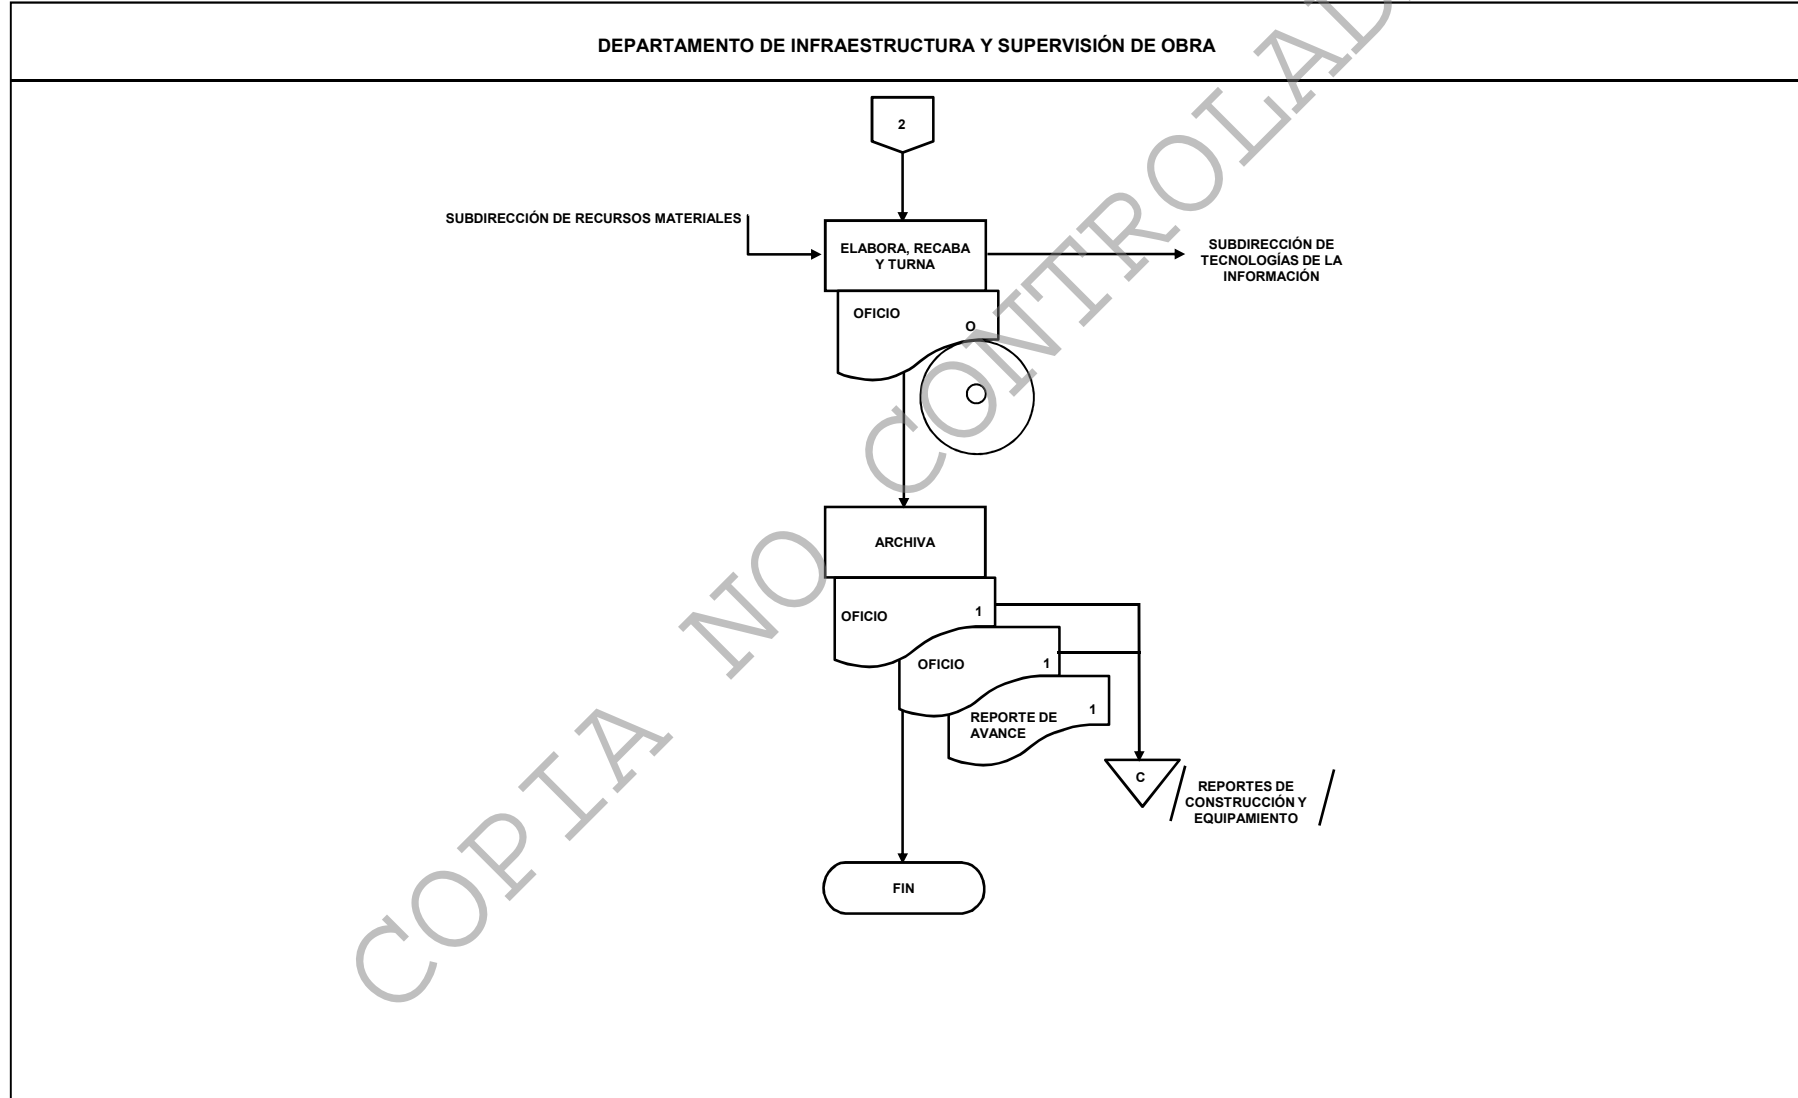 DEPARTAMENTO DE INFRAESTRUCTURA Y SUPERVISIÓN DE OBRA
2
SUBDIRECCIÓN DE RECURSOS MATERIALES
ELABORA, RECABA
Y TURNA
SUBDIRECCIÓN DE
TECNOLOGÍAS DE LA
INFORMACIÓN
OFICIO
O
ARCHIVA
OFICIO
1
OFICIO
1
REPORTE DE
AVANCE
1
C
REPORTES DE
CONSTRUCCIÓN Y
EQUIPAMIENTO
FIN
COPIA NO CONTROLAD